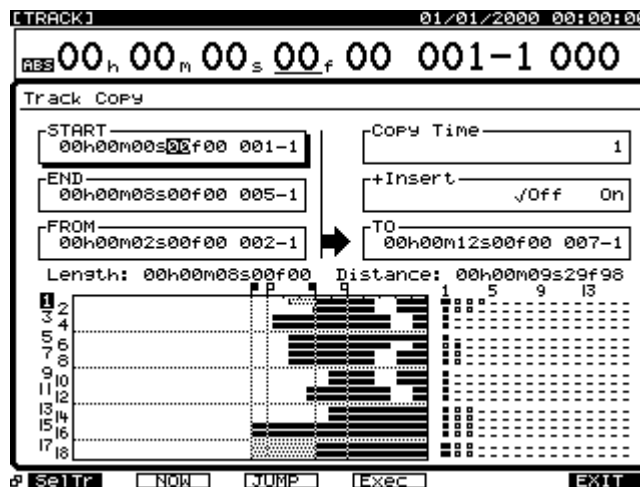 [TRACK] 01/01/2000 00:00:0
ABS 00h 00m 00s 00f 00 001-1 000
Track Copy
START
00h00m00s00f00 001-1
Copy Time
1
END
00h00m08s00f00 005-1
+Insert
√Off On
FROM
00h00m02s00f00 002-1
TO
00h00m12s00f00 007-1
Length: 00h00m08s00f00 Distance: 00h00m09s29f98
1 5 9 13
1
2
3
4
5
6
7
8
9
10
11
12
13
14
15
16
17
18
SelTr NOW JUMP Exec EXIT